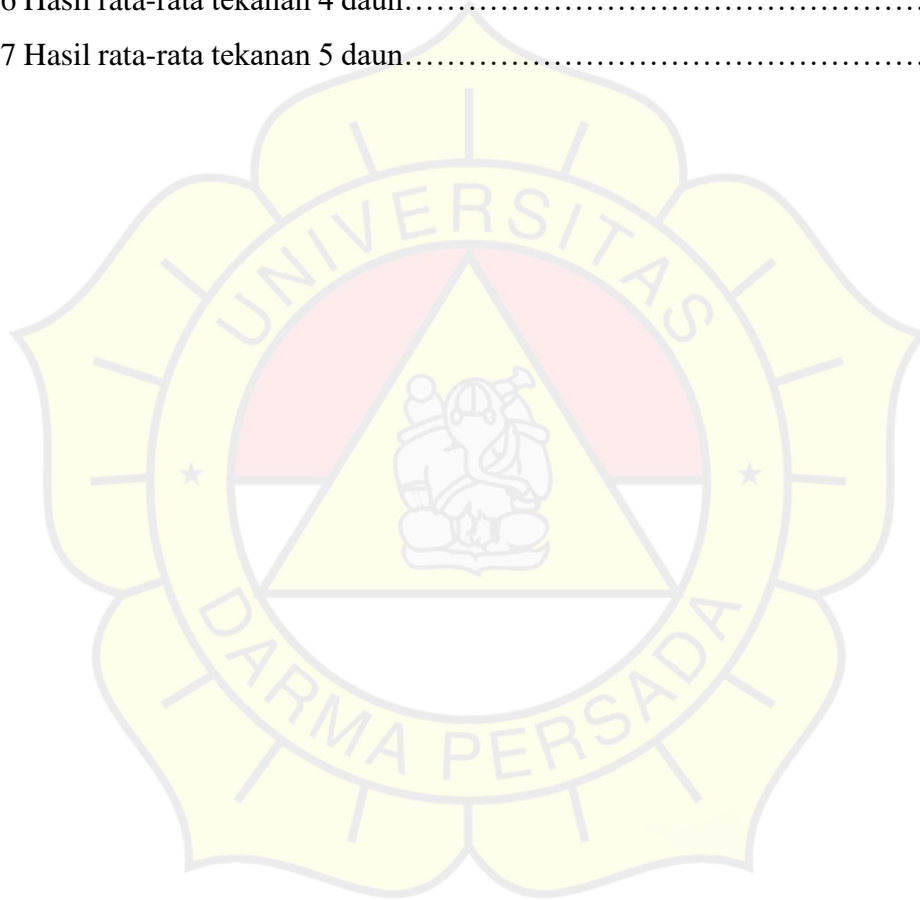 6 Hasil rata-rata tekanan 4 daun……………………………………………
7 Hasil rata-rata tekanan 5 daun……………………………………………
UNIVERSITAS
DARMA PERSADA